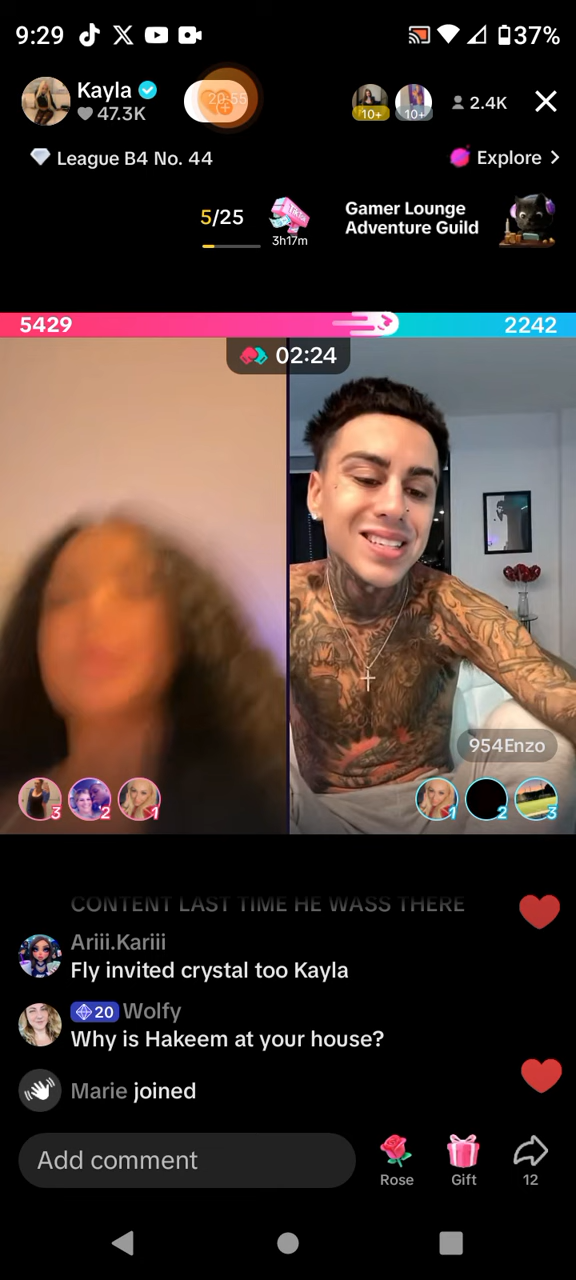 9:29
37%
Kayla
47.3K
10+
10+
2.4K
League B4 No. 44
Explore
5/25
3h17m
Gamer Lounge
Adventure Guild
5429
2242
02:24
954Enzo
3
2
1
1
2
3
CONTENT LAST TIME HE WASS THERE
Ariii.Kariii
Fly invited crystal too Kayla
20 Wolfy
Why is Hakeem at your house?
Marie joined
Add comment
Rose
Gift
12